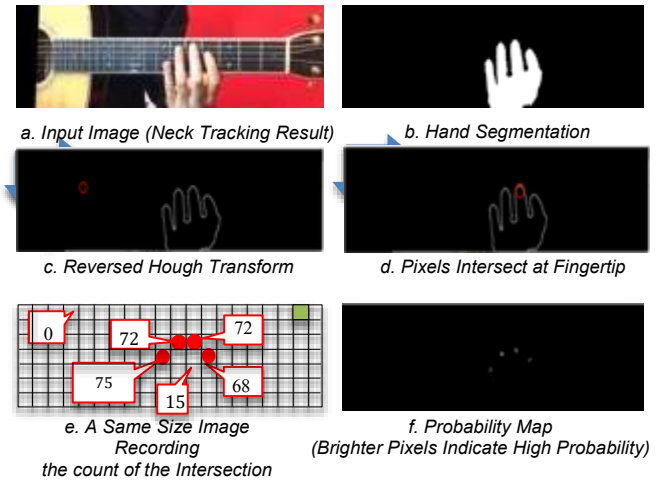 a. Input Image (Neck Tracking Result)
b. Hand Segmentation
c. Reversed Hough Transform
d. Pixels Intersect at Fingertip
0
72
72
75
15
68
e. A Same Size Image
Recording
the count of the Intersection
f. Probability Map
(Brighter Pixels Indicate High Probability)